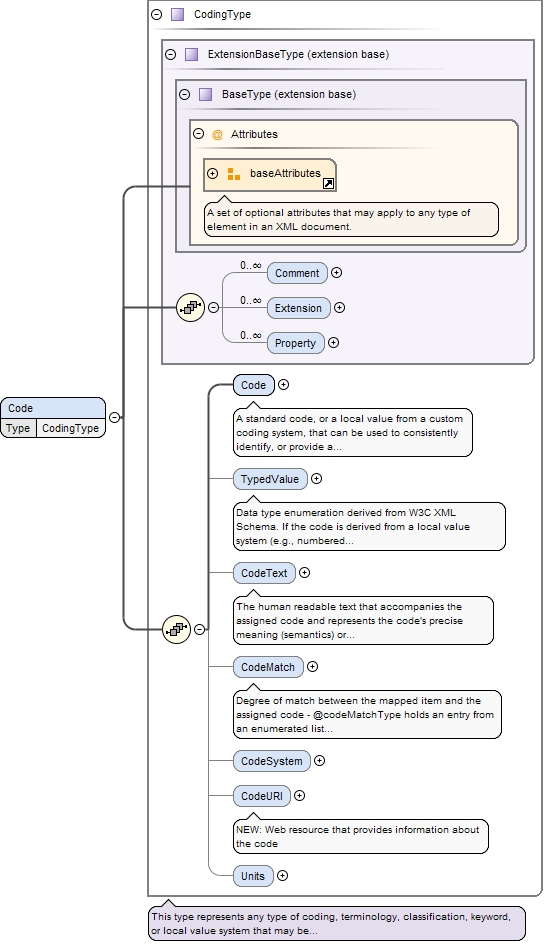 CodingType
ExtensionBaseType (extension base)
BaseType (extension base)
@ Attributes
baseAttributes
A set of optional attributes that may apply to any type of
element in an XML document.
0..∞
Comment
0..∞
Extension
0..∞
Property
Code
Type CodingType
Code
A standard code, or a local value from a custom
coding system, that can be used to consistently
identify, or provide a...
TypedValue
Data type enumeration derived from W3C XML
Schema. If the code is derived from a local value
system (e.g., numbered...
CodeText
The human readable text that accompanies the
assigned code and represents the code's precise
meaning (semantics) or...
CodeMatch
Degree of match between the mapped item and the
assigned code - @codeMatchType holds an entry from
an enumerated list...
CodeSystem
CodeURI
NEW: Web resource that provides information about
the code
Units
This type represents any type of coding, terminology, classification, keyword,
or local value system that may be...